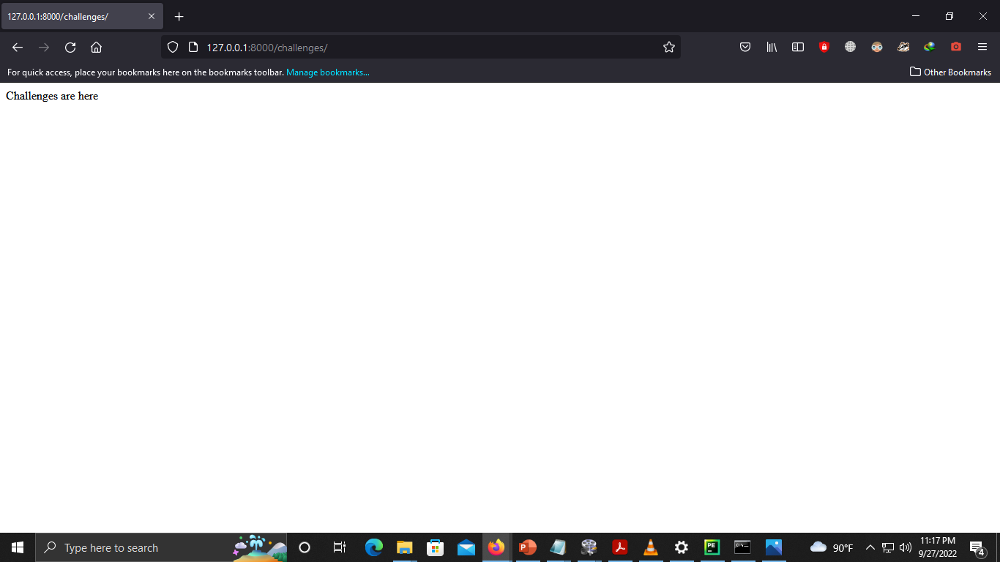 127.0.0.1:8000/challenges/
127.0.0.1:8000/challenges/
For quick access, place your bookmarks here on the bookmarks toolbar. Manage bookmarks...
Other Bookmarks
Challenges are here
Type here to search
PE
C:\.
90°F
11:17 PM
9/27/2022
4